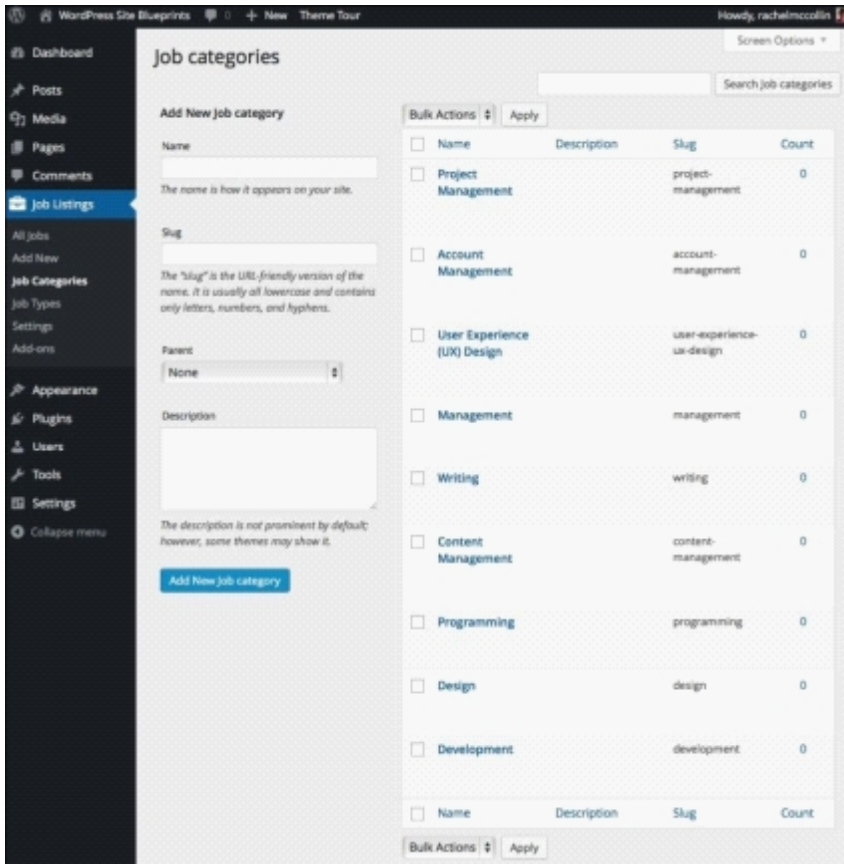 WordPress Site Blueprints 0 + New Theme Tour Howdy, rachelmccollin
Screen Options
Dashboard
Posts
Media
Pages
Comments
Job Listings
All Jobs
Add New
Job Categories
Job Types
Settings
Add-ons
Appearance
Plugins
Users
Tools
Settings
Collapse menu
Job categories
Search Job categories
Add New Job category
Name
The name is how it appears on your site.
Slug
The "slug" is the URL-friendly version of the
name. It is usually all lowercase and contains
only letters, numbers, and hyphens.
Parent
None
Description
The description is not prominent by default;
however, some themes may show it.
Add New Job category
Bulk Actions Apply
Name Description Slug Count
Project project- 0
Management management
Account account- 0
Management management
User Experience user-experience- 0
(UX) Design ux-design
Management management 0
Writing writing 0
Content content- 0
Management management
Programming programming 0
Design design 0
Development development 0
Name Description Slug Count
Bulk Actions Apply